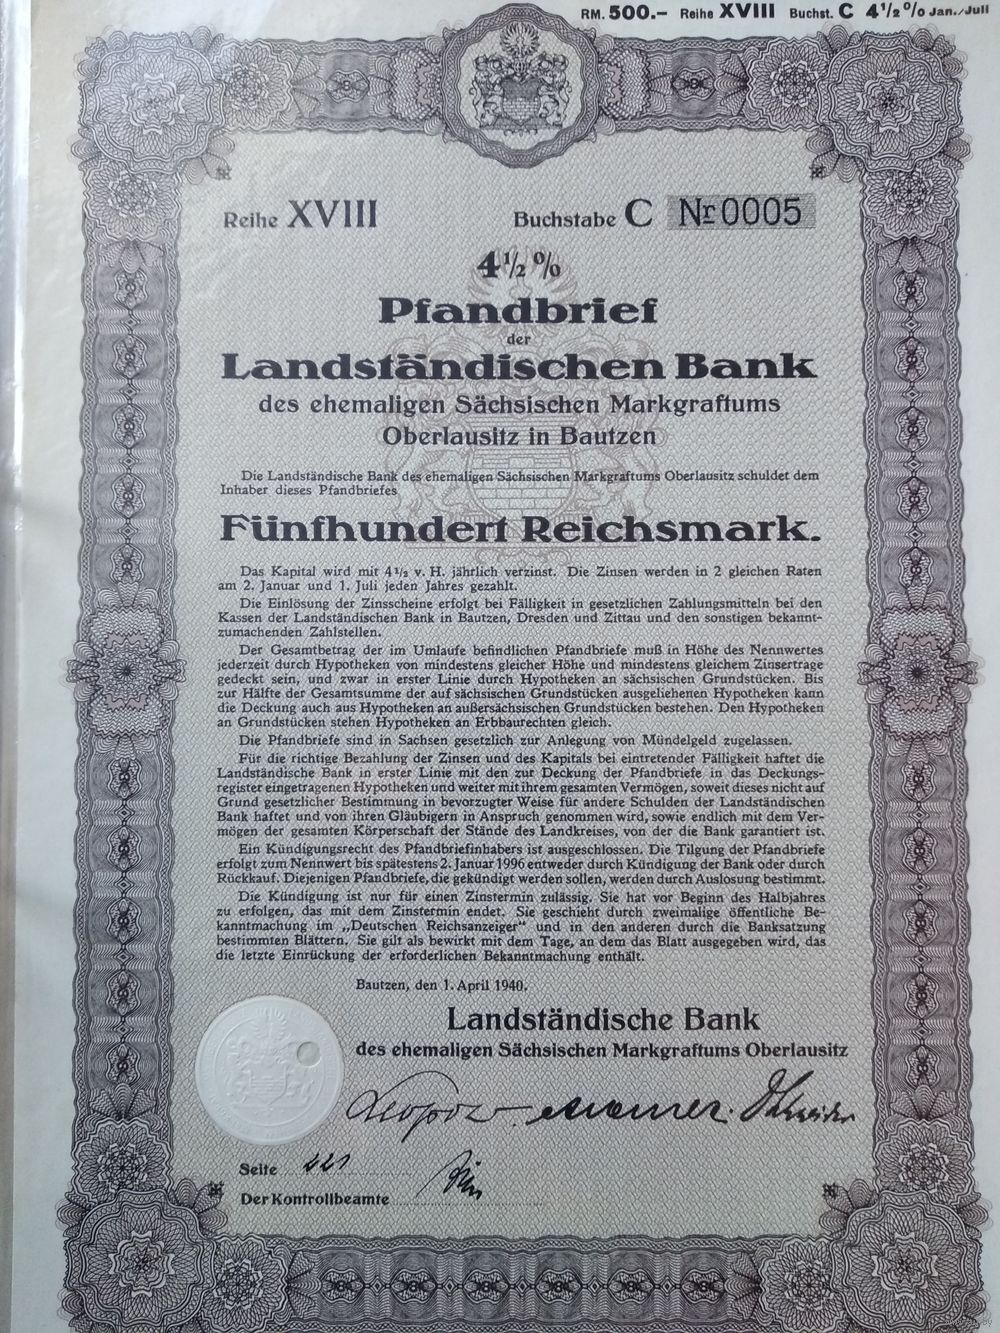 RM. 500.– Reihe XVIII Buchst. C 4½% Jan./Juli
Reihe XVIII Buchstabe C Nr 0005
4½%
Pfandbrief
der
Landständischen Bank
des ehemaligen Sächsischen Markgraftums
Oberlausitz in Bautzen
Die Landständische Bank des ehemaligen Sächsischen Markgraftums Oberlausitz schuldet dem
Inhaber dieses Pfandbriefes
Fünfhundert Reichsmark.
Das Kapital wird mit 4½ v. H. jährlich verzinst. Die Zinsen werden in 2 gleichen Raten
am 2. Januar und 1. Juli jeden Jahres gezahlt.
Die Einlösung der Zinsscheine erfolgt bei Fälligkeit in gesetzlichen Zahlungsmitteln bei den
Kassen der Landständischen Bank in Bautzen, Dresden und Zittau und den sonstigen bekannt-
zumachenden Zahlstellen.
Der Gesamtbetrag der im Umlaufe befindlichen Pfandbriefe muß in Höhe des Nennwertes
jederzeit durch Hypotheken von mindestens gleicher Höhe und mindestens gleichem Zinsertrage
gedeckt sein, und zwar in erster Linie durch Hypotheken an sächsischen Grundstücken. Bis
zur Hälfte der Gesamtsumme der auf sächsischen Grundstücken ausgeliehenen Hypotheken kann
die Deckung auch aus Hypotheken an außersächsischen Grundstücken bestehen. Den Hypotheken
an Grundstücken stehen Hypotheken an Erbbaurechten gleich.
Die Pfandbriefe sind in Sachsen gesetzlich zur Anlegung von Mündelgeld zugelassen.
Für die richtige Bezahlung der Zinsen und des Kapitals bei eintretender Fälligkeit haftet die
Landständische Bank in erster Linie mit den zur Deckung der Pfandbriefe in das Deckungs-
register eingetragenen Hypotheken und weiter mit ihrem gesamten Vermögen, soweit dieses nicht auf
Grund gesetzlicher Bestimmung in bevorzugter Weise für andere Schulden der Landständischen
Bank haftet und von ihren Gläubigern in Anspruch genommen wird, sowie endlich mit dem Ver-
mögen der gesamten Körperschaft der Stände des Landkreises, von der die Bank garantiert ist.
Ein Kündigungsrecht des Pfandbriefinhabers ist ausgeschlossen. Die Tilgung der Pfandbriefe
erfolgt zum Nennwert bis spätestens 2. Januar 1996 entweder durch Kündigung der Bank oder durch
Rückkauf. Diejenigen Pfandbriefe, die gekündigt werden sollen, werden durch Auslosung bestimmt.
Die Kündigung ist nur für einen Zinstermin zulässig. Sie hat vor Beginn des Halbjahres
zu erfolgen, das mit dem Zinstermin endet. Sie geschieht durch zweimalige öffentliche Be-
kanntmachung im „Deutschen Reichsanzeiger“ und in den anderen durch die Banksatzung
bestimmten Blättern. Sie gilt als bewirkt mit dem Tage, an dem das Blatt ausgegeben wird, das
die letzte Einrückung der erforderlichen Bekanntmachung enthält.
Bautzen, den 1. April 1940.
Landständische Bank
des ehemaligen Sächsischen Markgraftums Oberlausitz
Seite 221
Der Kontrollbeamte